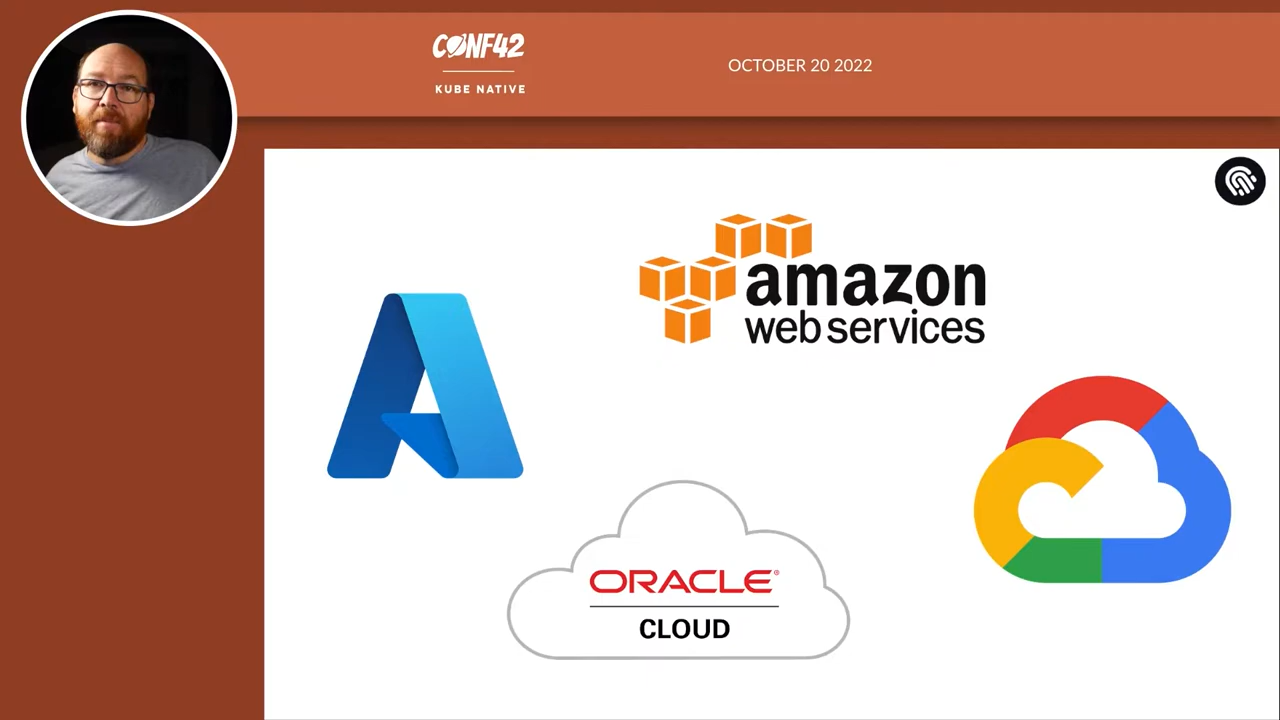 CONF42
KUBE NATIVE
OCTOBER 20 2022
amazon
web services
ORACLE®
CLOUD